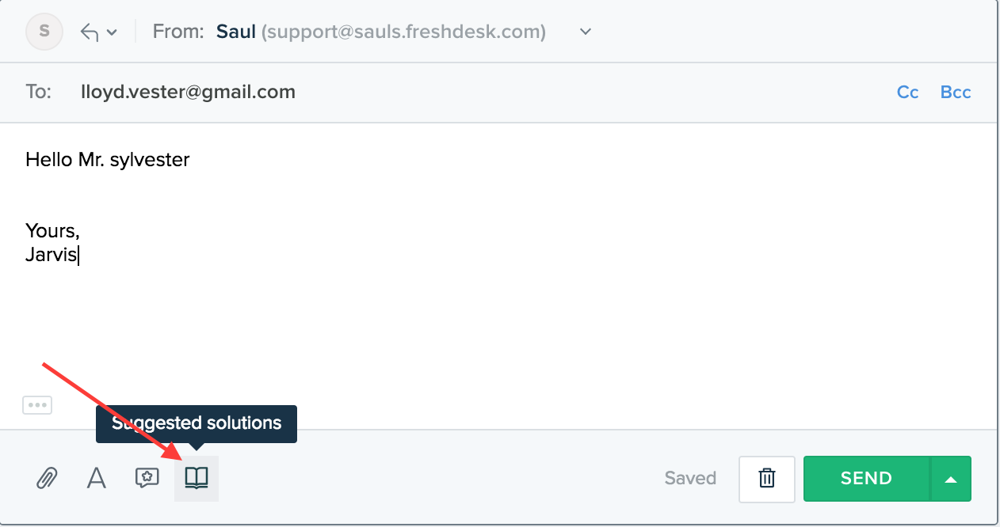 S From: Saul (support@sauls.freshdesk.com)
To: lloyd.vester@gmail.com Cc Bcc
Hello Mr. sylvester
Yours,
Jarvis
Suggested solutions
A Saved SEND